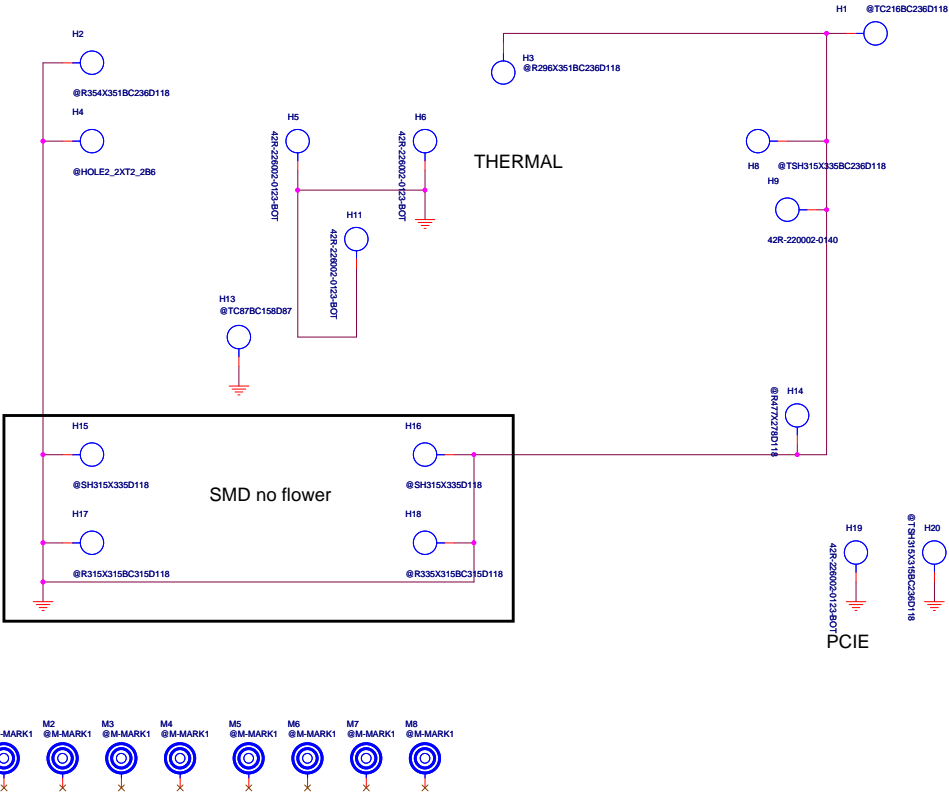 H1
@TC216BC236D118
H2
@R354X351BC236D118
H3
@R296X351BC236D118
H4
@HOLE2_2XT2_2B6
H5
42R-226002-0123-BOT
H6
42R-226002-0123-BOT
THERMAL
H8
@TSH315X335BC236D118
H9
42R-220002-0140
H11
42R-226002-0123-BOT
H13
@TC87BC158D87
H14
@R477X278D118
H15
@SH315X335D118
H16
@SH315X335D118
SMD no flower
H17
@R315X315BC315D118
H18
@R335X315BC315D118
H19
42R-226002-0123-BOT
H20
@TSH315X315BC236D118
PCIE
-MARK1
M2
@M-MARK1
M3
@M-MARK1
M4
@M-MARK1
M5
@M-MARK1
M6
@M-MARK1
M7
@M-MARK1
M8
@M-MARK1